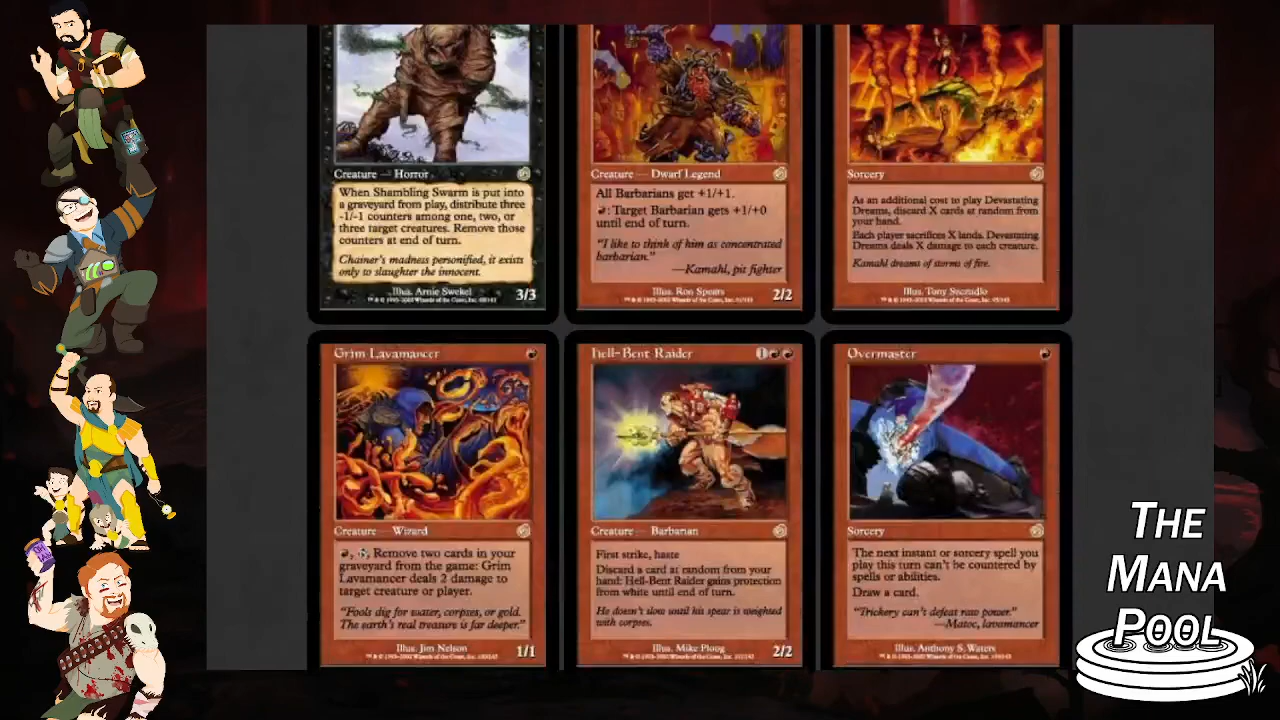 Creature — Horror
When Shambling Swarm is put into
a graveyard from play, distribute three
-1/-1 counters among one, two, or
three target creatures. Remove those
counters at end of turn.
Chainer's madness personified, it exists
only to slaughter the innocent.
Illus. Arnie Swekel
3/3
Creature — Dwarf Legend
All Barbarians get +1/+1.
: Target Barbarian gets +1/+0
until end of turn.
"I like to think of him as concentrated
barbarian."
—Kamahl, pit fighter
Illus. Ron Spears
2/2
Sorcery
As an additional cost to play Devastating
Dreams, discard X cards at random from
your hand.
Each player sacrifices X lands. Devastating
Dreams deals X damage to each creature.
Kamahl dreams of storms of fire.
Illus. Tony Szczudlo
Grim Lavamancer
Creature — Wizard
, , Remove two cards in your
graveyard from the game: Grim
Lavamancer deals 2 damage to
target creature or player.
"Fools dig for water, corpses, or gold.
The earth's real treasure is far deeper."
Illus. Jim Nelson
1/1
Hell-Bent Raider
1
Creature — Barbarian
First strike, haste
Discard a card at random from your
hand: Hell-Bent Raider gains protection
from white until end of turn.
He doesn't slow until his spear is weighted
with corpses.
Illus. Mike Ploog
2/2
Overmaster
Sorcery
The next instant or sorcery spell you
play this turn can't be countered by
spells or abilities.
Draw a card.
"Trickery can't defeat raw power."
—Matoc, lavamancer
Illus. Anthony S. Waters
THE
MANA
POOL